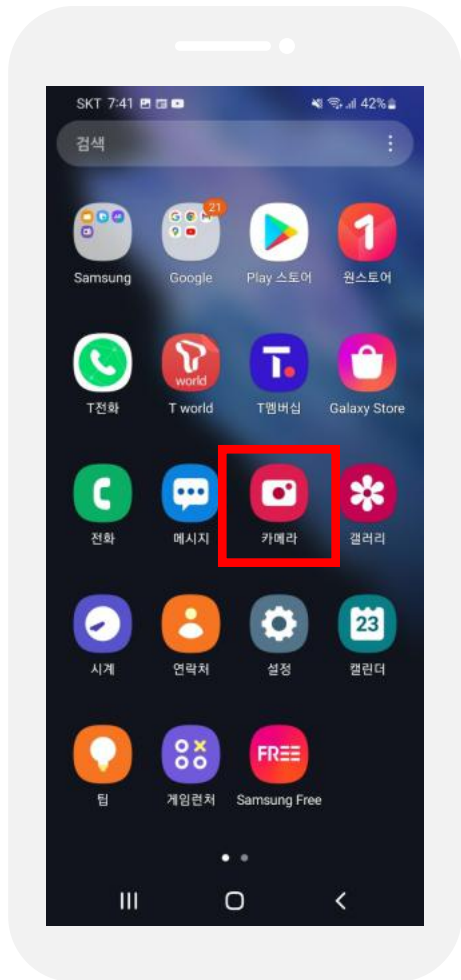 SKT 7:41
42%
검색
21
Samsung
Google
Play 스토어
원스토어
world
T.
T전화
T world
T멤버십
Galaxy Store
전화
메시지
카메라
갤러리
23
시계
연락처
설정
캘린더
FREE
팁
게임런처
Samsung Free